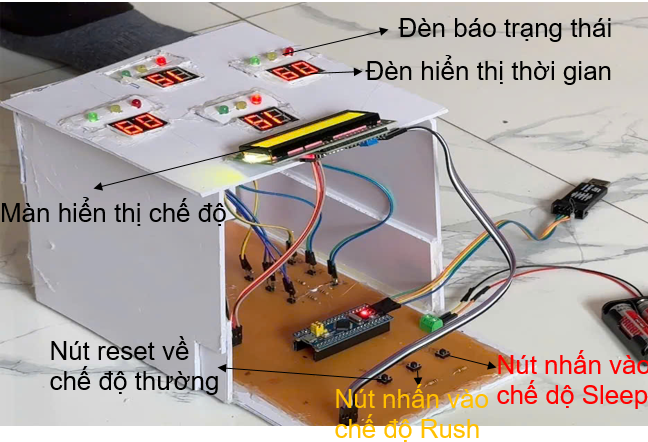 Đèn báo trạng thái
Đèn hiển thị thời gian
Màn hiển thị chế độ
Nút reset về
chế độ thường
Nút nhấn vào
chế độ Rush
Nút nhấn vào
chế dộ Sleep